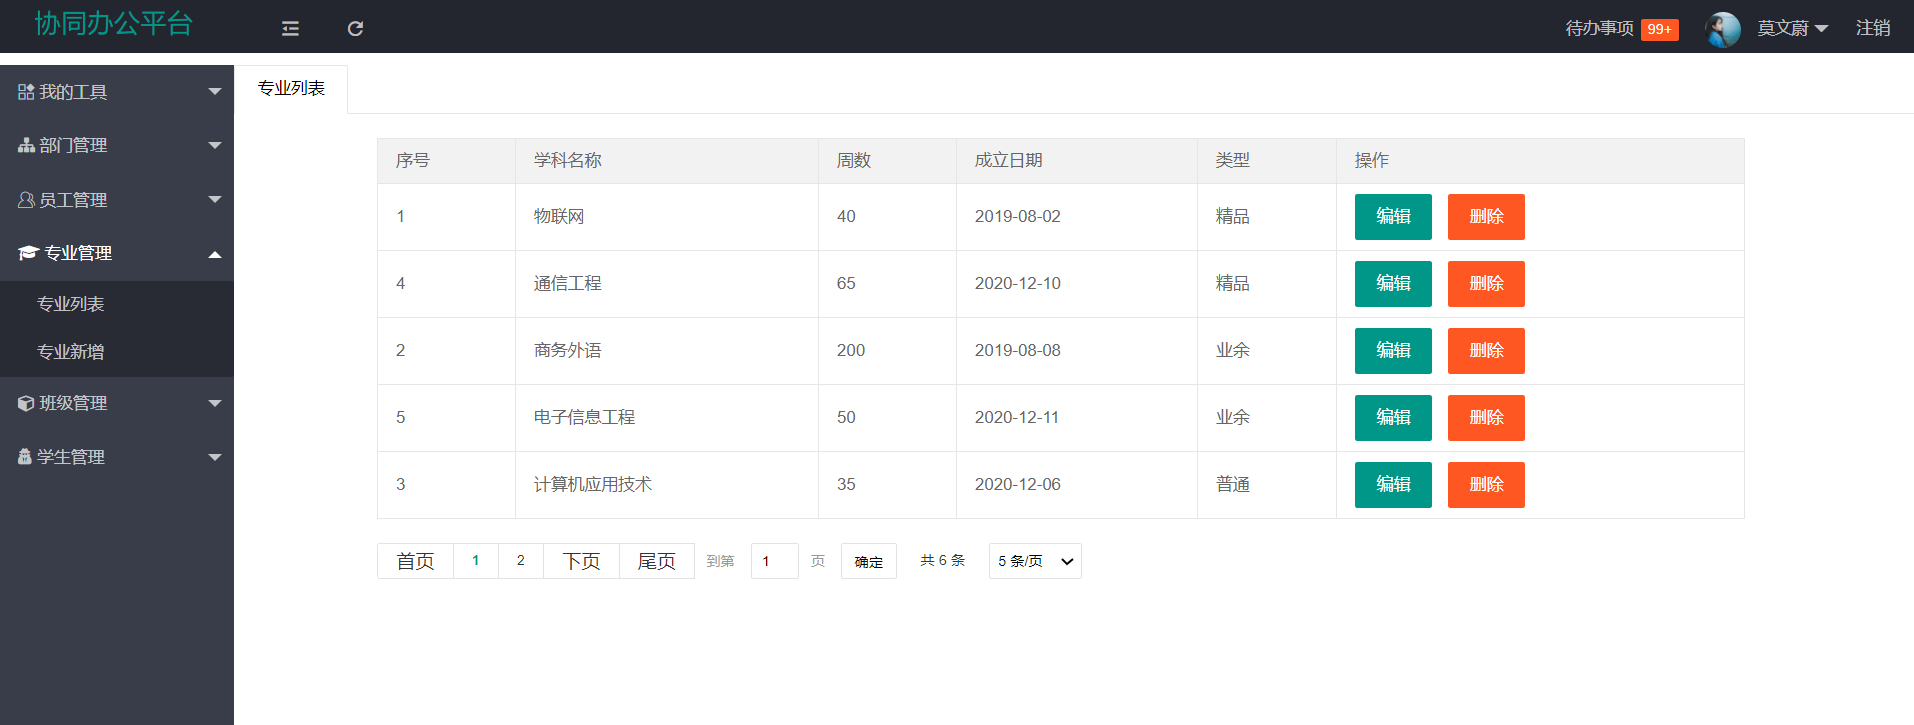 协同办公平台
待办事项 99+ 莫文蔚 注销
我的工具
部门管理
员工管理
专业管理
专业列表
专业新增
班级管理
学生管理
专业列表
序号 学科名称 周数 成立日期 类型 操作
1 物联网 40 2019-08-02 精品 编辑 删除
4 通信工程 65 2020-12-10 精品 编辑 删除
2 商务外语 200 2019-08-08 业余 编辑 删除
5 电子信息工程 50 2020-12-11 业余 编辑 删除
3 计算机应用技术 35 2020-12-06 普通 编辑 删除
首页 1 2 下页 尾页 到第 1 页 确定 共 6 条 5 条/页